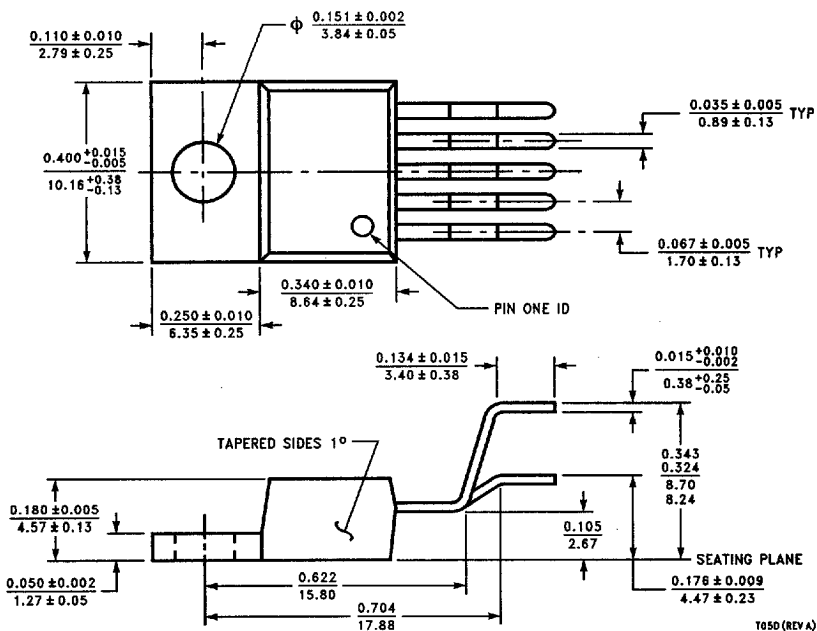 ϕ 0.151 ± 0.002
3.84 ± 0.05
0.110 ± 0.010
2.79 ± 0.25
0.035 ± 0.005 TYP
0.89 ± 0.13
0.400 +0.015 -0.005
10.16 +0.38 -0.13
0.067 ± 0.005 TYP
1.70 ± 0.13
0.340 ± 0.010
8.64 ± 0.25
PIN ONE ID
0.250 ± 0.010
6.35 ± 0.25
0.134 ± 0.015
3.40 ± 0.38
0.015 +0.010 -0.002
0.38 +0.25 -0.05
TAPERED SIDES 1°
0.343
0.324
8.70
8.24
0.180 ± 0.005
4.57 ± 0.13
0.105
2.67
SEATING PLANE
0.050 ± 0.002
1.27 ± 0.05
0.622
15.80
0.176 ± 0.009
4.47 ± 0.23
0.704
17.88
T05D (REV A)